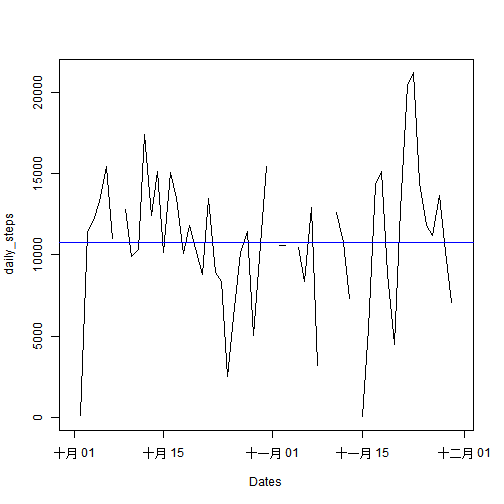 20000
15000
10000
5000
0
daily_steps
十月 01
十月 15
十一月 01
十一月 15
十二月 01
Dates